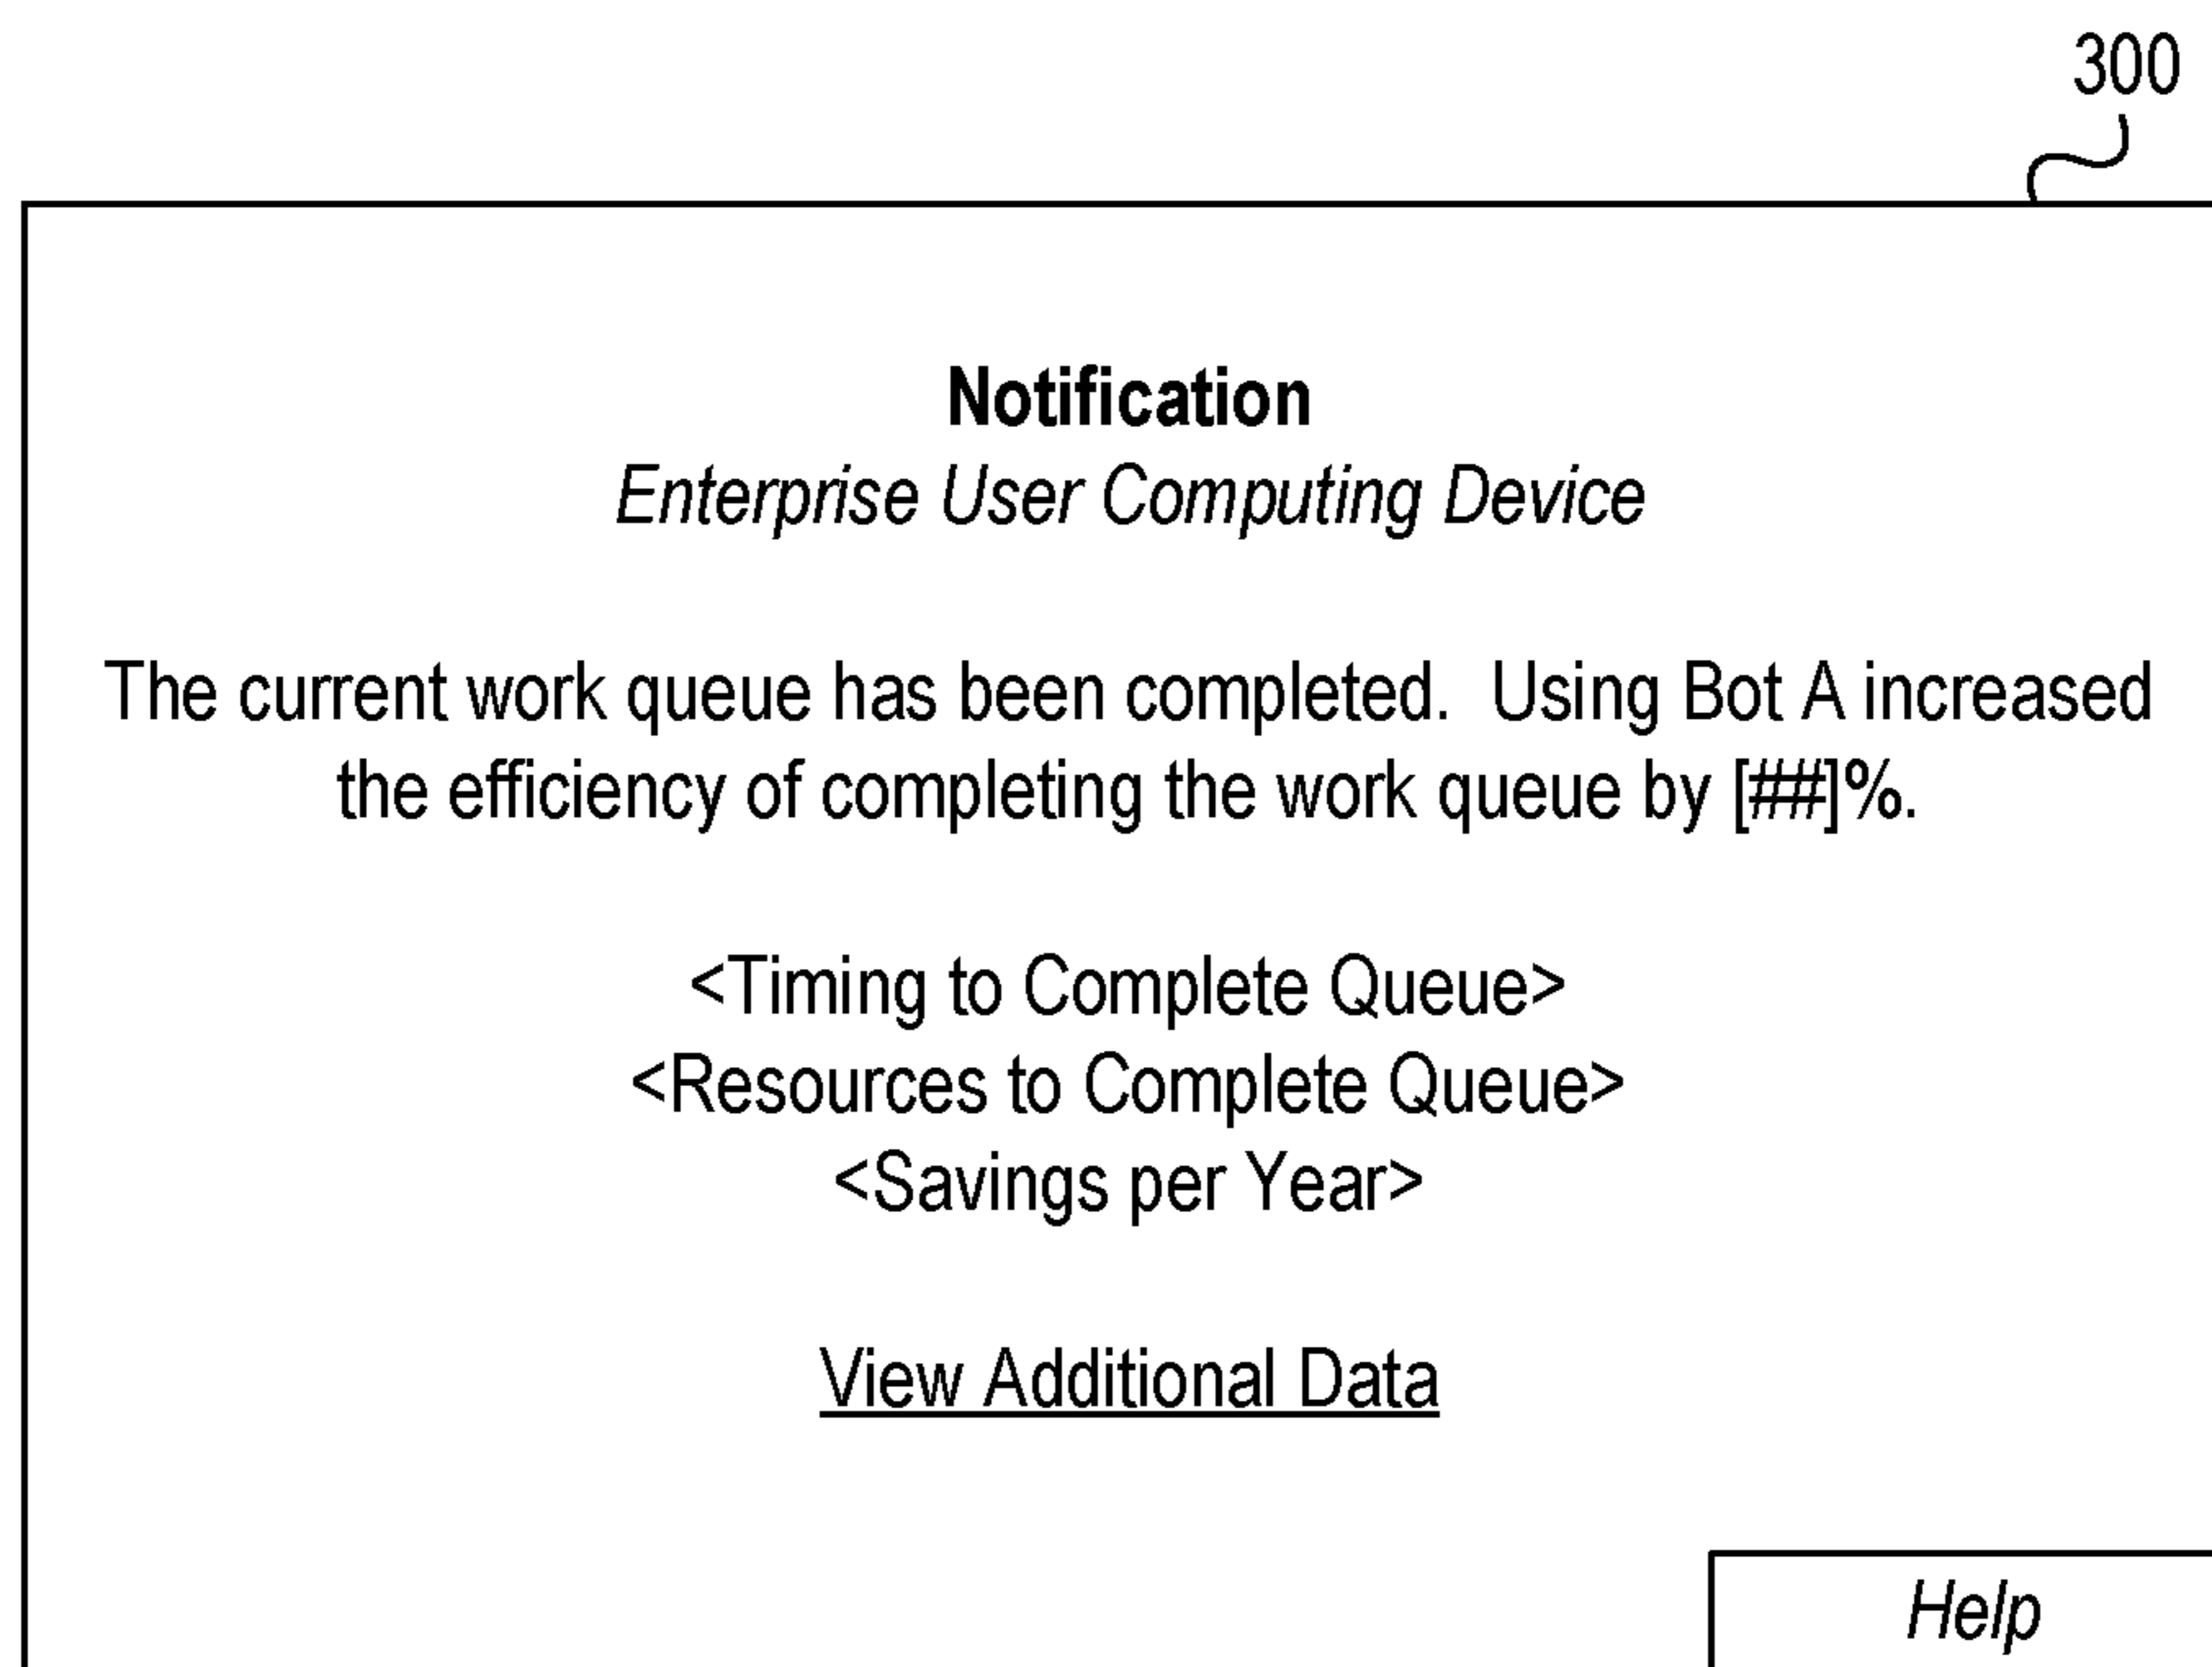 300
Notification
Enterprise User Computing Device
The current work queue has been completed.  Using Bot A increased
the efficiency of completing the work queue by [##]%.
<Timing to Complete Queue>
<Resources to Complete Queue>
<Savings per Year>
View Additional Data
Help